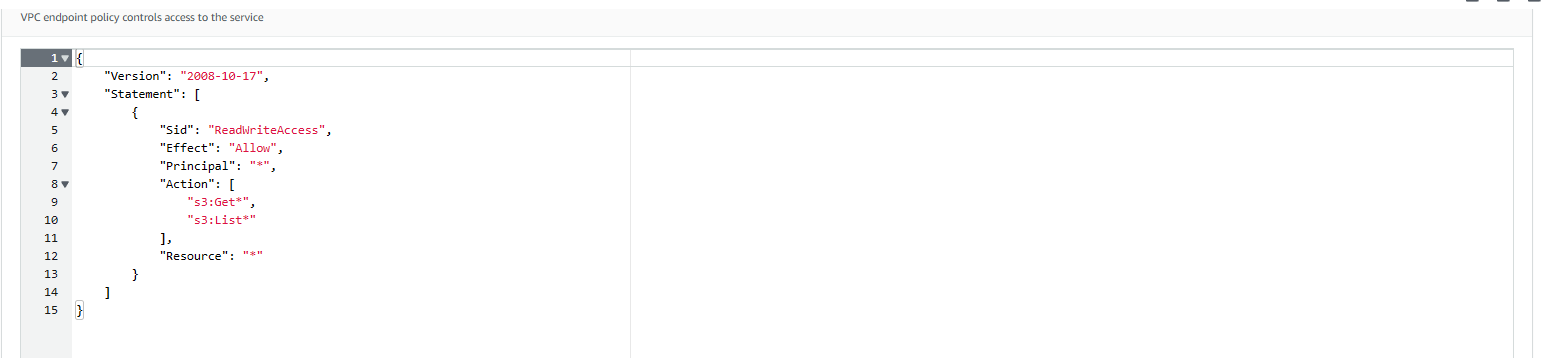 VPC endpoint policy controls access to the service
1 {
2 "Version": "2008-10-17",
3 "Statement": [
4 {
5 "Sid": "ReadWriteAccess",
6 "Effect": "Allow",
7 "Principal": "*",
8 "Action": [
9 "s3:Get*",
10 "s3:List*"
11 ],
12 "Resource": "*"
13 }
14 ]
15 }